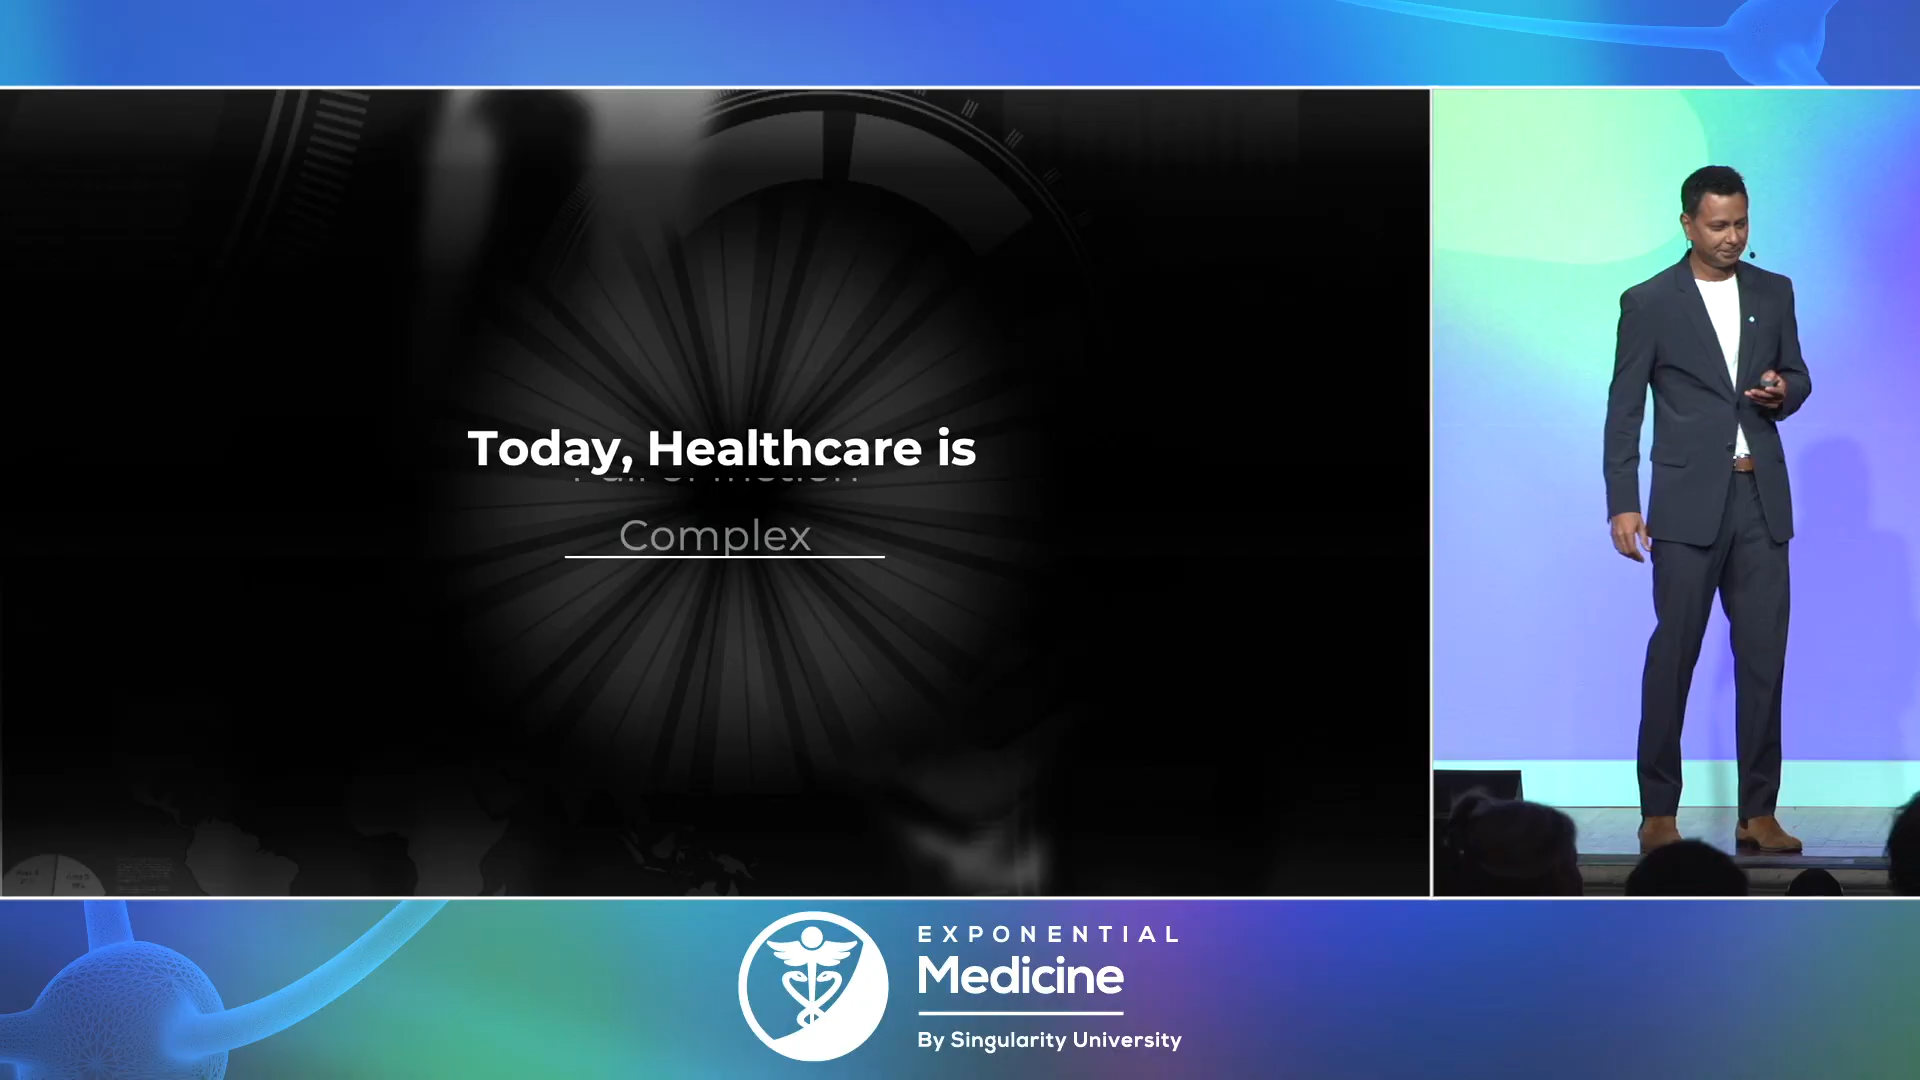 Today, Healthcare is
Complex
EXPONENTIAL
Medicine
By Singularity University